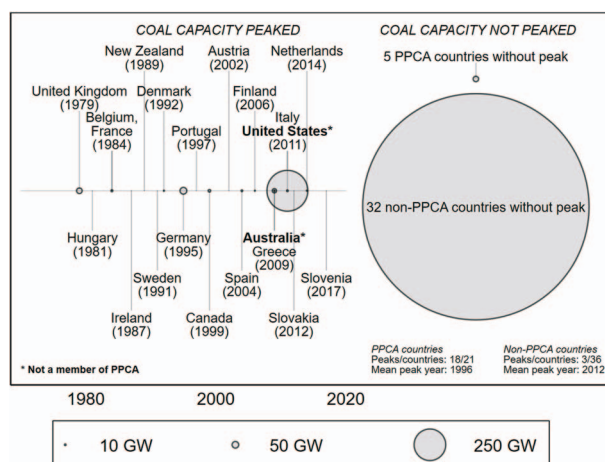 COAL CAPACITY PEAKED
COAL CAPACITY NOT PEAKED
New Zealand
(1989)
Austria
(2002)
Netherlands
(2014)
5 PPCA countries without peak
United Kingdom
(1979)
Denmark
(1992)
Finland
(2006)
Belgium,
France
(1984)
Portugal
(1997)
Italy
United States*
(2011)
32 non-PPCA countries without peak
Hungary
(1981)
Germany
(1995)
Australia*
Greece
(2009)
Sweden
(1991)
Spain
(2004)
Slovenia
(2017)
Ireland
(1987)
Canada
(1999)
Slovakia
(2012)
* Not a member of PPCA
PPCA countries
Peaks/countries: 18/21
Mean peak year: 1996
Non-PPCA countries
Peaks/countries: 3/36
Mean peak year: 2012
1980 2000 2020
10 GW 50 GW 250 GW